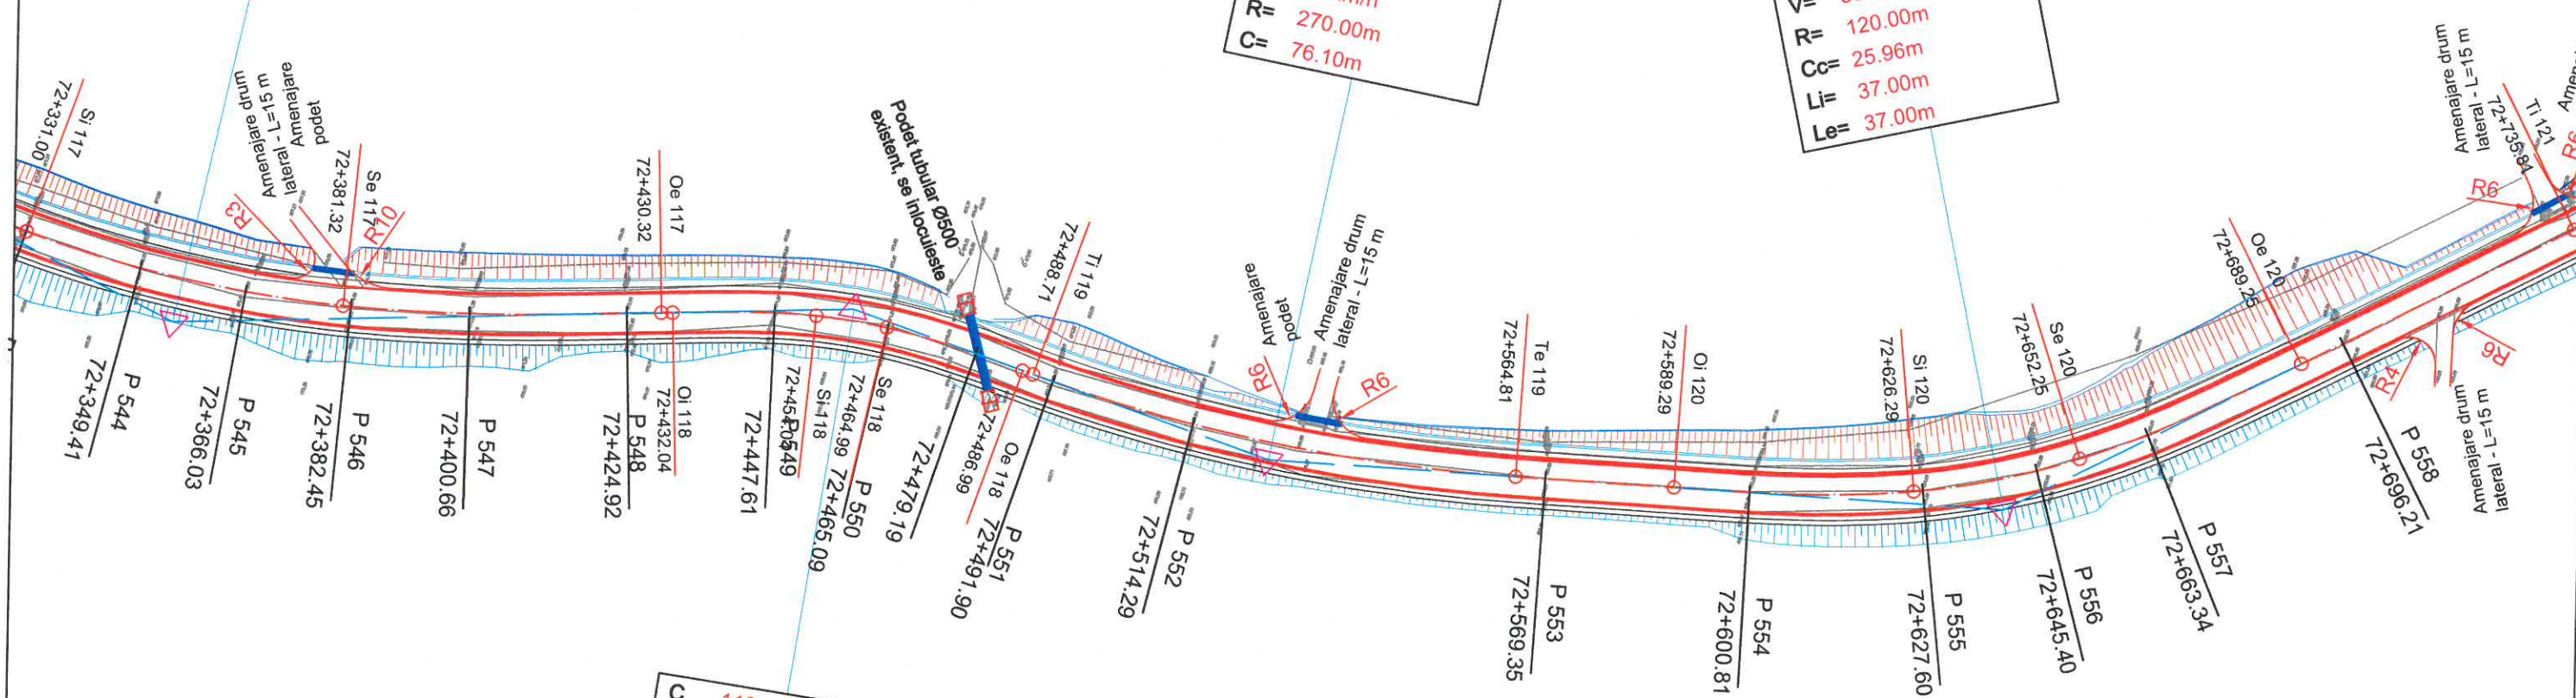 R= 270.00m
C= 76.10m
R= 120.00m
Cc= 25.96m
Li= 37.00m
Le= 37.00m
Si 117
72+331.00
Amenajare drum
lateral - L=15 m
Amenajare
podet
R3
Se 117
72+381.32
R10
Oe 117
72+430.32
Podet tubular Ø500
existent, se inlocuieste
Ti 119
72+488.71
Amenajare
podet
Amenajare drum
lateral - L=15 m
R6
R6
Te 119
72+564.81
Oi 120
72+589.29
Si 120
72+626.29
Se 120
72+652.25
Oe 120
72+689.25
Amenajare drum
lateral - L=15 m
Ti 121
72+735.84
R6
R6
R4
R6
Amenajare drum
lateral - L=15 m
P 544
72+349.41
P 545
72+366.03
P 546
72+382.45
P 547
72+400.66
P 548
72+424.92
Oi 118
72+432.04
P 549
72+447.61
Si 118
Se 118
72+464.99
P 550
72+465.09
72+479.19
Oe 118
72+486.99
P 551
72+491.90
P 552
72+514.29
P 553
72+569.35
P 554
72+600.81
P 555
72+627.60
P 556
72+645.40
P 557
72+663.34
P 558
72+696.21